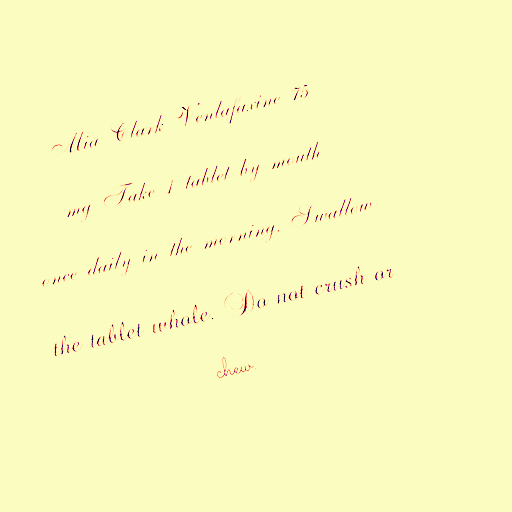 Mia Clark Venlafaxine 75
mg Take 1 tablet by mouth
once daily in the morning. Swallow
the tablet whole. Do not crush or
chew.